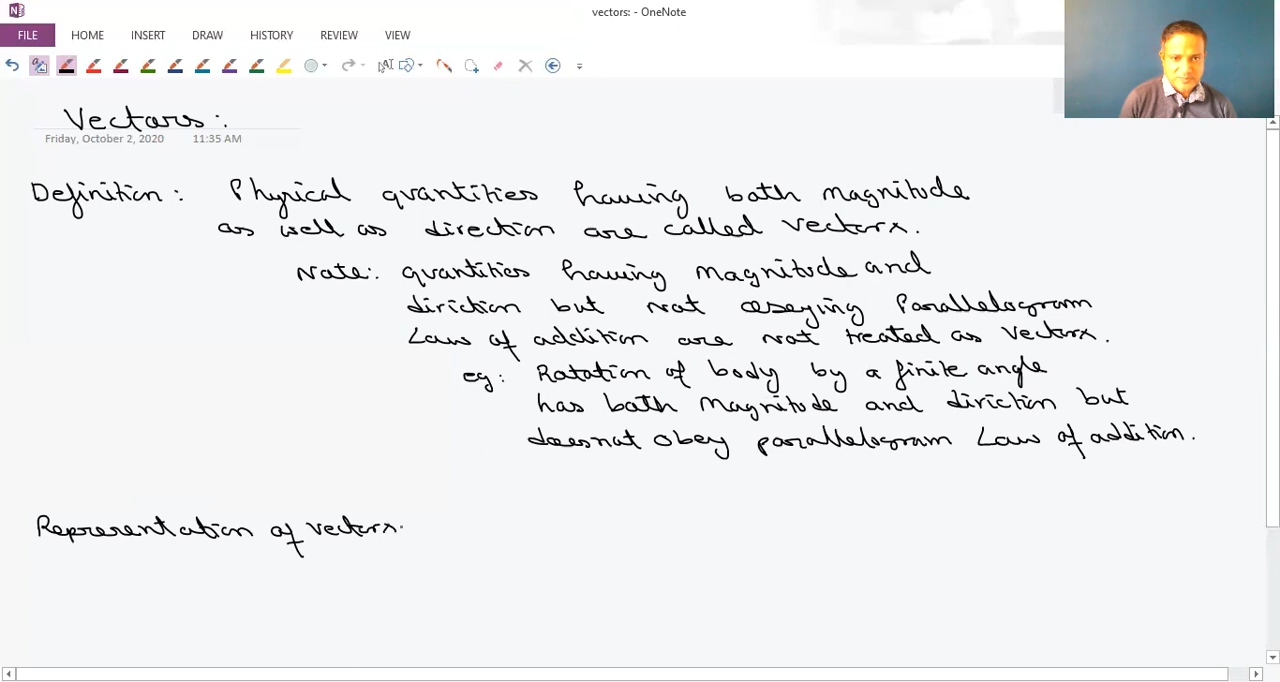 vectors: - OneNote
FILE HOME INSERT DRAW HISTORY REVIEW VIEW
Vectors:
Friday, October 2, 2020 11:35 AM
Definition: Physical quantities having both magnitude
as well as direction are called vectors.
Note: quantities having magnitude and
diriction but not obeying Parallelogram
Law of addition are not treated as vectors.
eg: Rotation of body by a finite angle
has both magnitude and diriction but
doesnot obey parallelogram Law of addition.
Representation of vectors